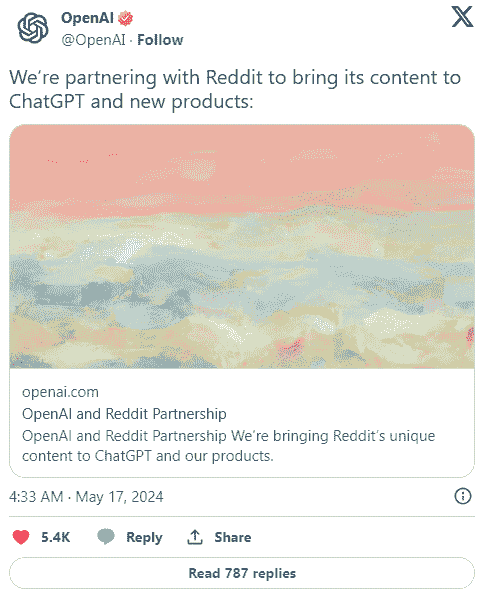 OpenAI
@OpenAI · Follow
We're partnering with Reddit to bring its content to
ChatGPT and new products:
openai.com
OpenAI and Reddit Partnership
OpenAI and Reddit Partnership We're bringing Reddit's unique
content to ChatGPT and our products.
4:33 AM · May 17, 2024
5.4K Reply Share
Read 787 replies